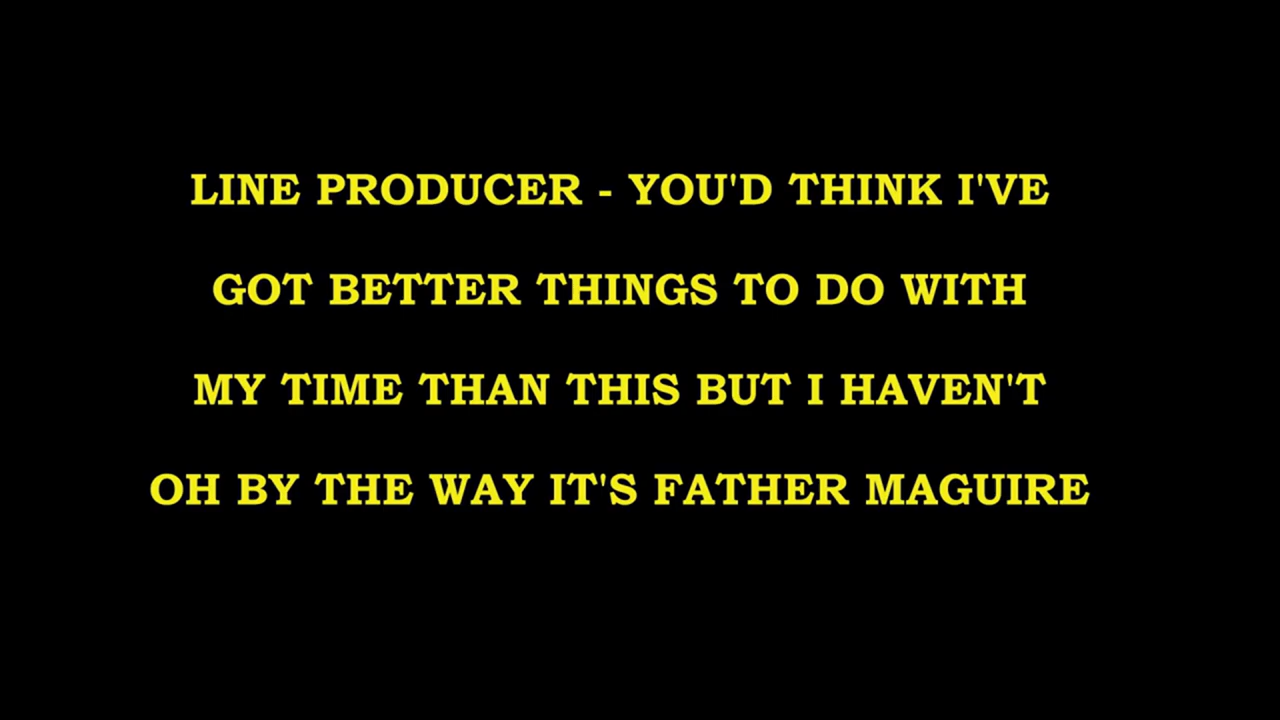 LINE PRODUCER - YOU'D THINK I'VE
GOT BETTER THINGS TO DO WITH
MY TIME THAN THIS BUT I HAVEN'T
OH BY THE WAY IT'S FATHER MAGUIRE